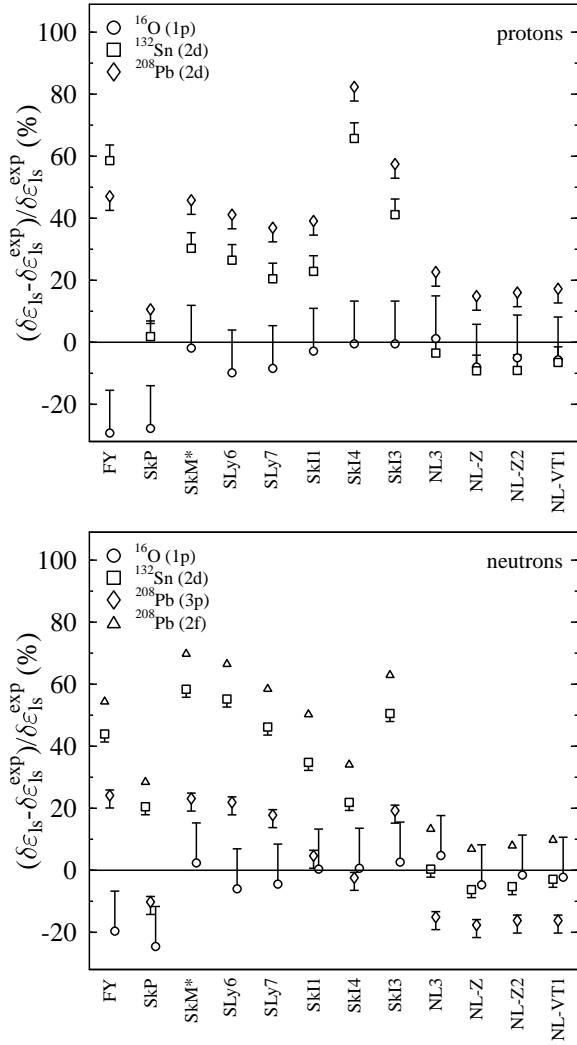 100
80
60
40
20
0
-20
(δε_ls-δε_ls^exp)/δε_ls^exp (%)
^16O (1p)
^132Sn (2d)
^208Pb (2d)
protons
FY
SkP
SkM*
SLy6
SLy7
SkI1
SkI4
SkI3
NL3
NL-Z
NL-Z2
NL-VT1
100
80
60
40
20
0
-20
(δε_ls-δε_ls^exp)/δε_ls^exp (%)
^16O (1p)
^132Sn (2d)
^208Pb (3p)
^208Pb (2f)
neutrons
FY
SkP
SkM*
SLy6
SLy7
SkI1
SkI4
SkI3
NL3
NL-Z
NL-Z2
NL-VT1